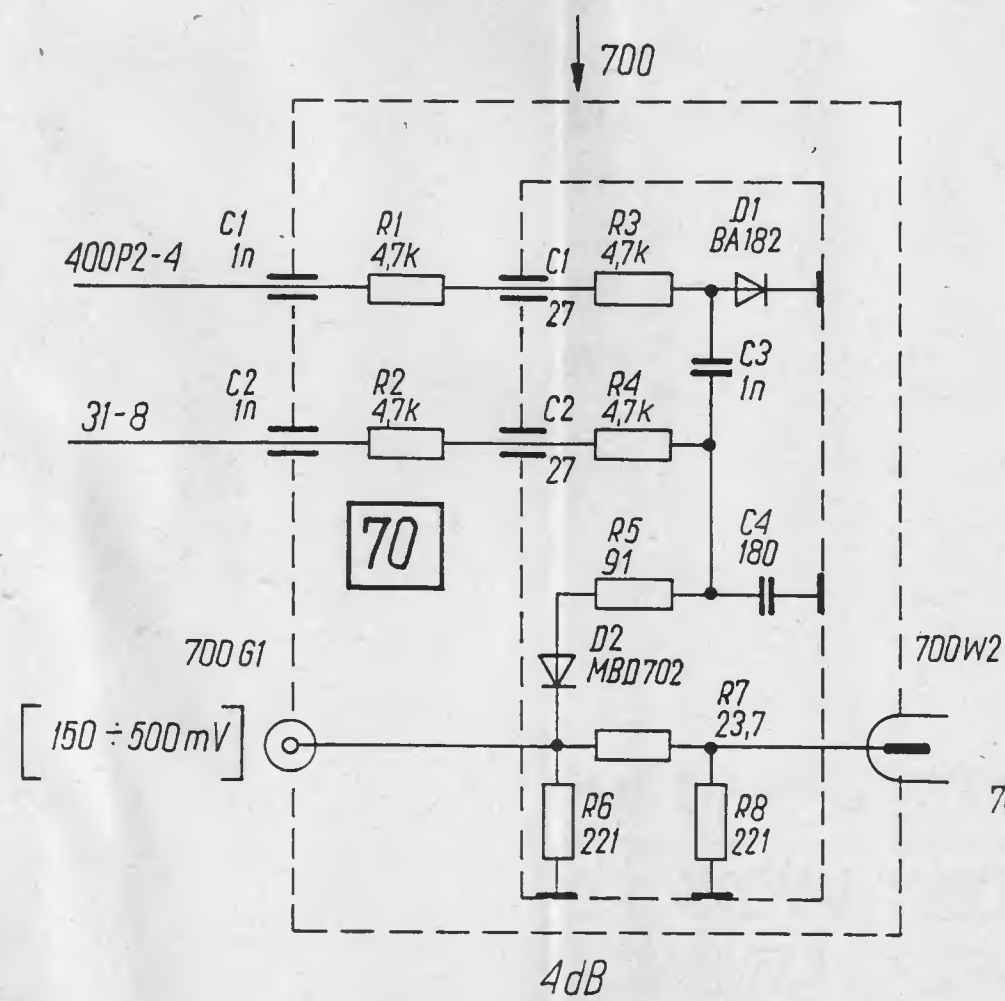 700
400P2-4
C1
1n
R1
4,7k
C1
27
R3
4,7k
D1
BA182
C3
1n
31-8
C2
1n
R2
4,7k
C2
27
R4
4,7k
70
R5
91
C4
180
700G1
D2
MBD702
700W2
[150÷500mV]
R7
23,7
R6
221
R8
221
4dB